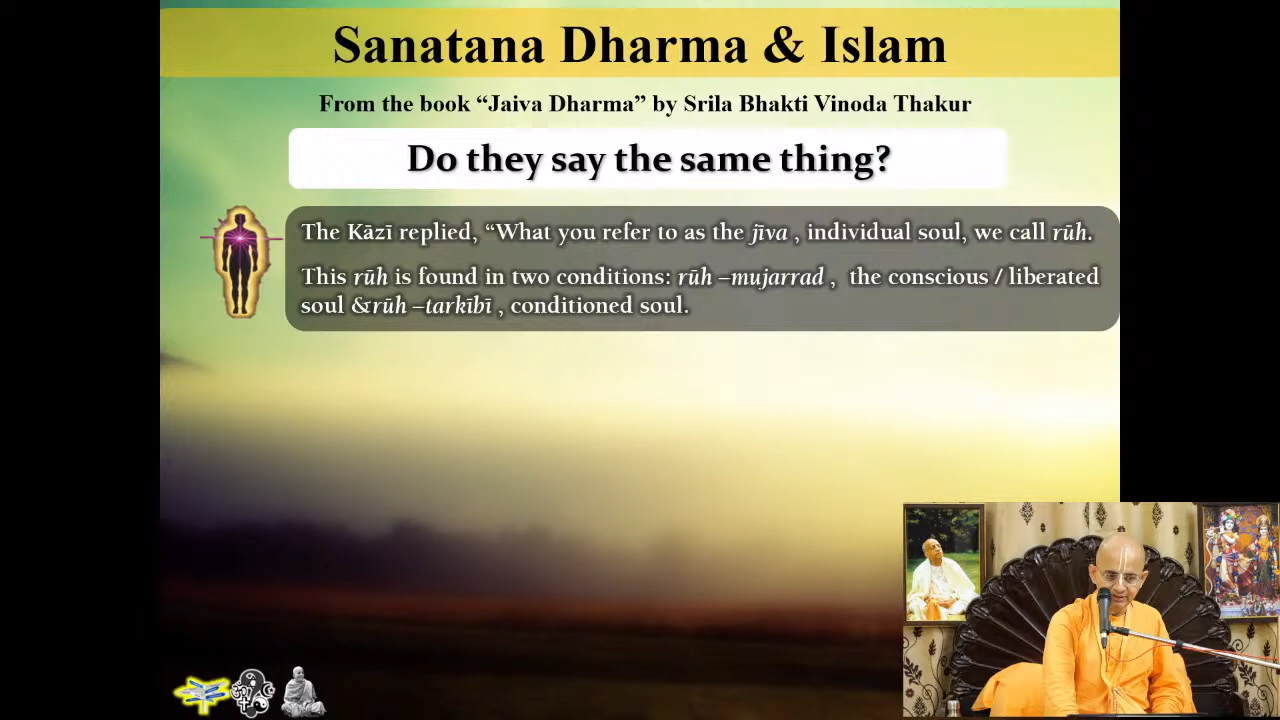 Sanatana Dharma & Islam
From the book “Jaiva Dharma” by Srila Bhakti Vinoda Thakur
Do they say the same thing?
The Kāzī replied, “What you refer to as the jīva , individual soul, we call rūh.
This rūh is found in two conditions: rūh –mujarrad , the conscious / liberated
soul &rūh –tarkībī , conditioned soul.